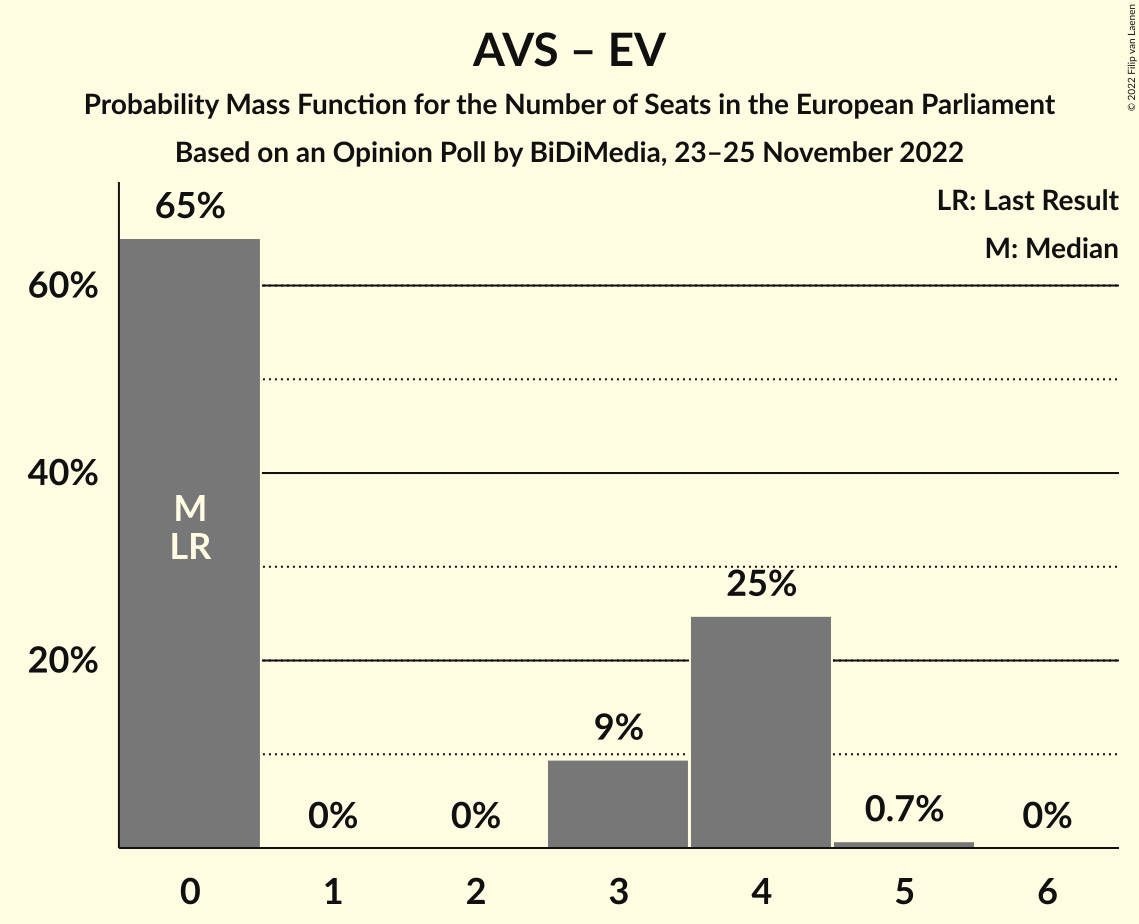 AVS – EV
Probability Mass Function for the Number of Seats in the European Parliament
Based on an Opinion Poll by BiDiMedia, 23–25 November 2022
© 2022 Filip van Laenen
LR: Last Result
M: Median
65%
60%
40%
M
LR
25%
20%
9%
0%
0%
0.7%
0%
0 1 2 3 4 5 6